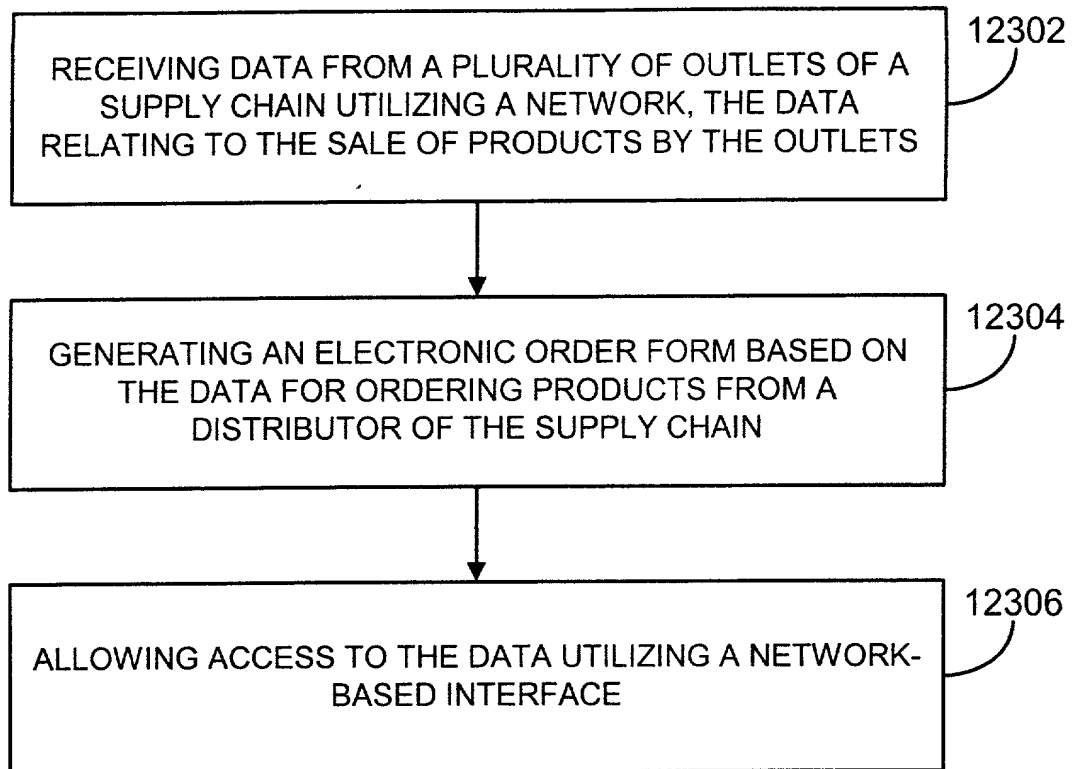 12302
RECEIVING DATA FROM A PLURALITY OF OUTLETS OF A
SUPPLY CHAIN UTILIZING A NETWORK, THE DATA
RELATING TO THE SALE OF PRODUCTS BY THE OUTLETS
12304
GENERATING AN ELECTRONIC ORDER FORM BASED ON
THE DATA FOR ORDERING PRODUCTS FROM A
DISTRIBUTOR OF THE SUPPLY CHAIN
12306
ALLOWING ACCESS TO THE DATA UTILIZING A NETWORK-
BASED INTERFACE